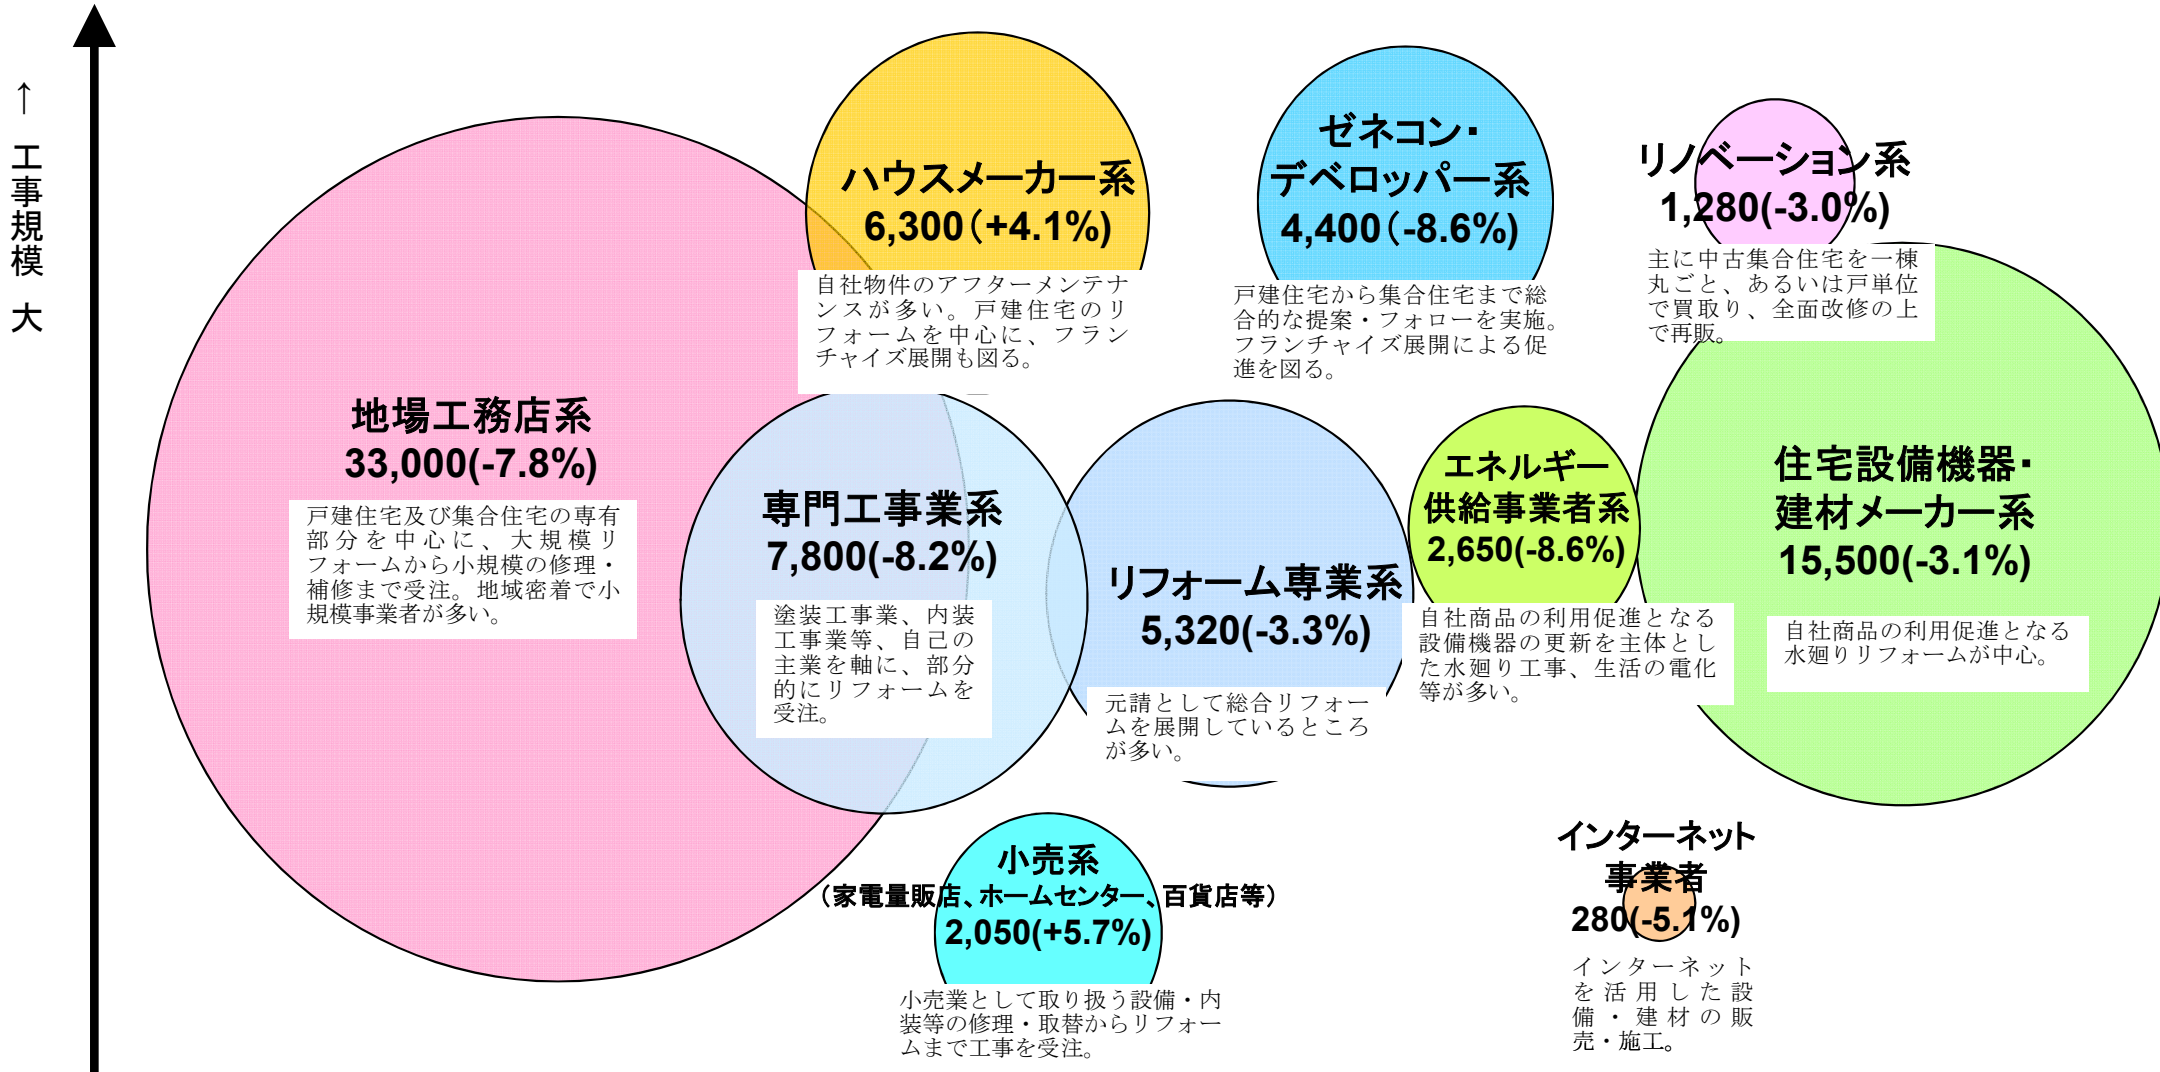 ↑ 工事規模 大
ハウスメーカー系
6,300（+4.1%)
自社物件のアフターメンテナ
ンスが多い。戸建住宅のリ
フォームを中心に、フラン
チャイズ展開も図る。
ゼネコン・
デベロッパー系
4,400（-8.6%)
戸建住宅から集合住宅まで総
合的な提案・フォローを実施。
フランチャイズ展開による促
進を図る。
リノベーション系
1,280(-3.0%)
主に中古集合住宅を一棟
丸ごと、あるいは戸単位
で買取り、全面改修の上
で再販。
地場工務店系
33,000(-7.8%)
戸建住宅及び集合住宅の専有
部分を中心に、大規模リ
フォームから小規模の修理・
補修まで受注。地域密着で小
規模事業者が多い。
専門工事業系
7,800(-8.2%)
塗装工事業、内装
工事業等、自己の
主業を軸に、部分
的にリフォームを
受注。
リフォーム専業系
5,320(-3.3%)
元請として総合リフォー
ムを展開しているところ
が多い。
エネルギー
供給事業者系
2,650(-8.6%)
自社商品の利用促進となる
設備機器の更新を主体とし
た水廻り工事、生活の電化
等が多い。
住宅設備機器・
建材メーカー系
15,500(-3.1%)
自社商品の利用促進となる
水廻りリフォームが中心。
小売系
（家電量販店、ホームセンター、百貨店等）
2,050(+5.7%)
小売業として取り扱う設備・内
装等の修理・取替からリフォー
ムまで工事を受注。
インターネット
事業者
280(-5.1%)
インターネット
を活用した設
備・建材の販
売・施工。